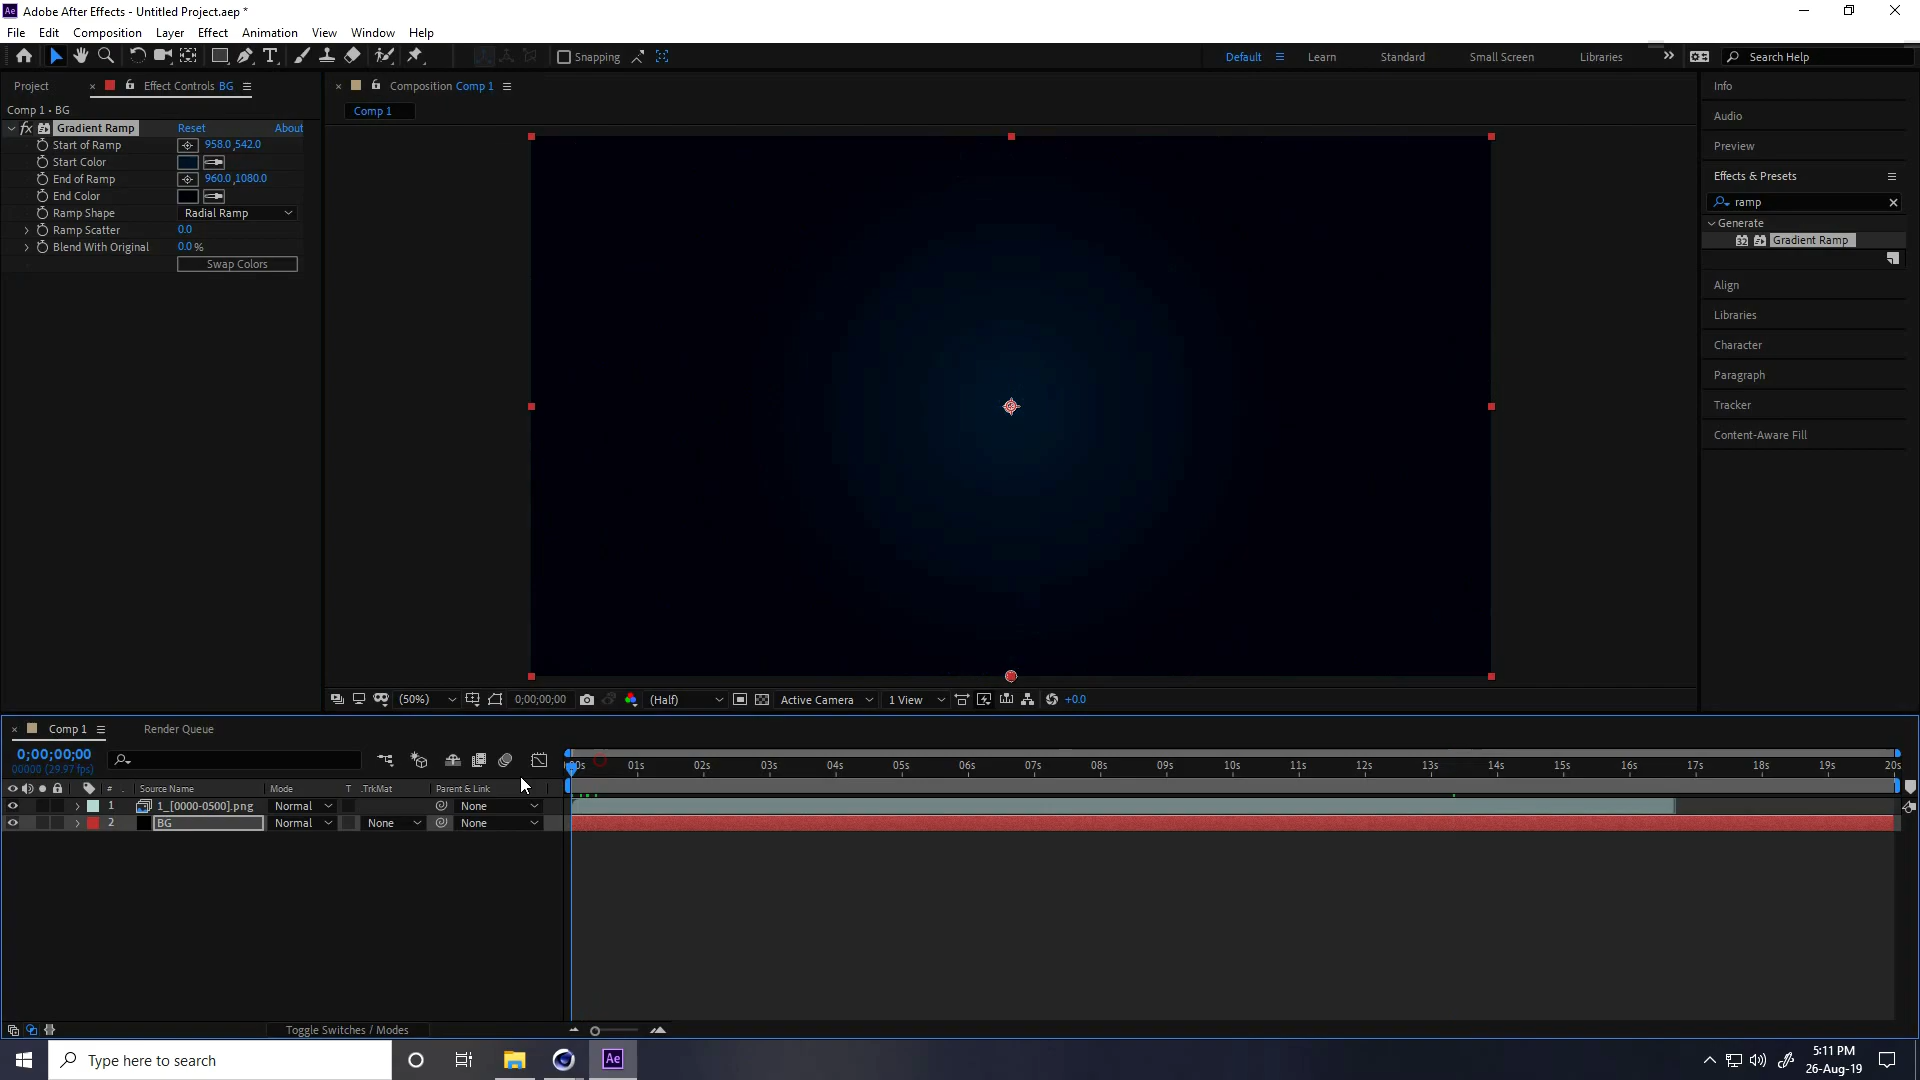 Adobe After Effects - Untitled Project.aep *
File Edit Composition Layer Effect Animation View Window Help
Snapping Default Learn Standard Small Screen Libraries Search Help
Project Effect Controls BG
Comp 1 • BG
fx Gradient Ramp Reset About
Start of Ramp 958.0,542.0
Start Color
End of Ramp 960.0,1080.0
End Color
Ramp Shape Radial Ramp
Ramp Scatter 0.0
Blend With Original 0.0 %
Swap Colors
Composition Comp 1
Comp 1
(50%) 0;00;00;00 (Half) Active Camera 1 View +0.0
Info
Audio
Preview
Effects & Presets
ramp
Generate
32 Gradient Ramp
Align
Libraries
Character
Paragraph
Tracker
Content-Aware Fill
Comp 1 Render Queue
0;00;00;00
00000 (29.97 fps)
00s 01s 02s 03s 04s 05s 06s 07s 08s 09s 10s 11s 12s 13s 14s 15s 16s 17s 18s 19s 20s
# Source Name Mode T .TrkMat Parent & Link
1 1_[0000-0500].png Normal None
2 BG Normal None None
Toggle Switches / Modes
Type here to search
Ae
5:11 PM
26-Aug-19